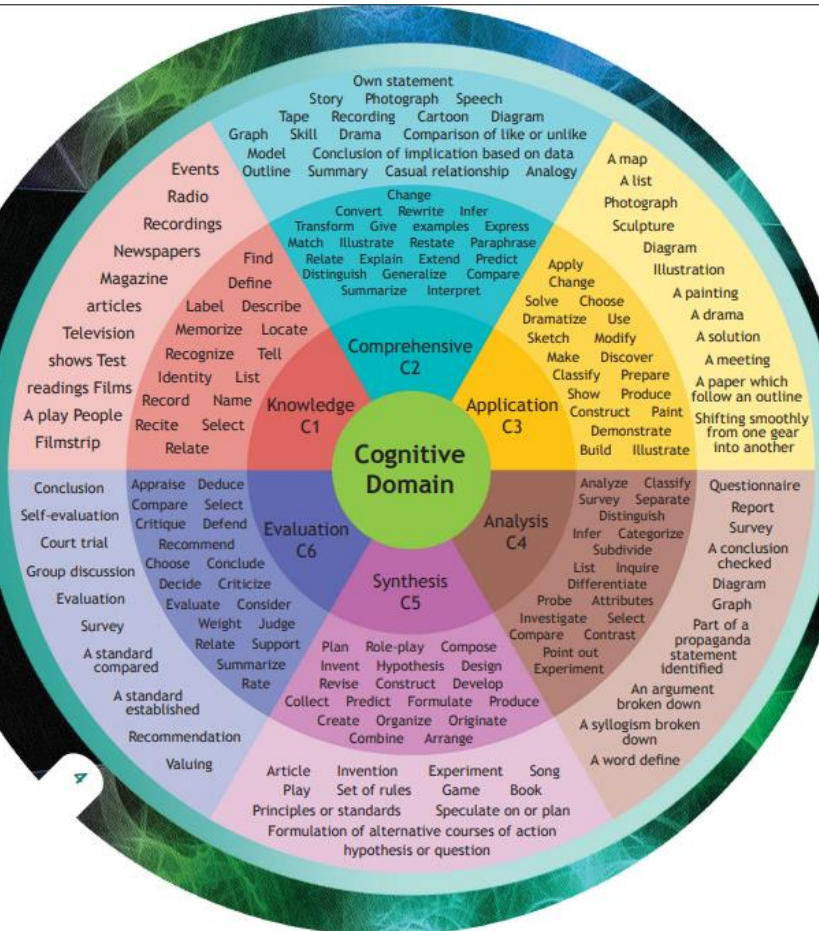 Cognitive
Domain
Knowledge
C1
Find
Define
Label Describe
Memorize Locate
Recognize Tell
Identity List
Record Name
Recite Select
Relate
Events
Radio
Recordings
Newspapers
Magazine
articles
Television
shows Test
readings Films
A play People
Filmstrip
Comprehensive
C2
Change
Convert Rewrite Infer
Transform Give examples Express
Match Illustrate Restate Paraphrase
Relate Explain Extend Predict
Distinguish Generalize Compare
Summarize Interpret
Own statement
Story Photograph Speech
Tape Recording Cartoon Diagram
Graph Skill Drama Comparison of like or unlike
Model Conclusion of implication based on data
Outline Summary Casual relationship Analogy
Application
C3
Apply
Change
Solve Choose
Dramatize Use
Sketch Modify
Make Discover
Classify Prepare
Show Produce
Construct Paint
Demonstrate
Build Illustrate
A map
A list
Photograph
Sculpture
Diagram
Illustration
A painting
A drama
A solution
A meeting
A paper which
follow an outline
Shifting smoothly
from one gear
into another
Analysis
C4
Analyze Classify
Survey Separate
Distinguish
Infer Categorize
Subdivide
List Inquire
Differentiate
Probe Attributes
Investigate Select
Compare Contrast
Point out
Experiment
Questionnaire
Report
Survey
A conclusion
checked
Diagram
Graph
Part of a
propaganda
statement
identified
An argument
broken down
A syllogism broken
down
A word define
Synthesis
C5
Plan Role-play Compose
Invent Hypothesis Design
Revise Construct Develop
Collect Predict Formulate Produce
Create Organize Originate
Combine Arrange
Article Invention Experiment Song
Play Set of rules Game Book
Principles or standards Speculate on or plan
Formulation of alternative courses of action
hypothesis or question
Evaluation
C6
Appraise Deduce
Compare Select
Critique Defend
Recommend
Choose Conclude
Decide Criticize
Evaluate Consider
Weight Judge
Relate Support
Summarize
Rate
Conclusion
Self-evaluation
Court trial
Group discussion
Evaluation
Survey
A standard
compared
A standard
established
Recommendation
Valuing
4